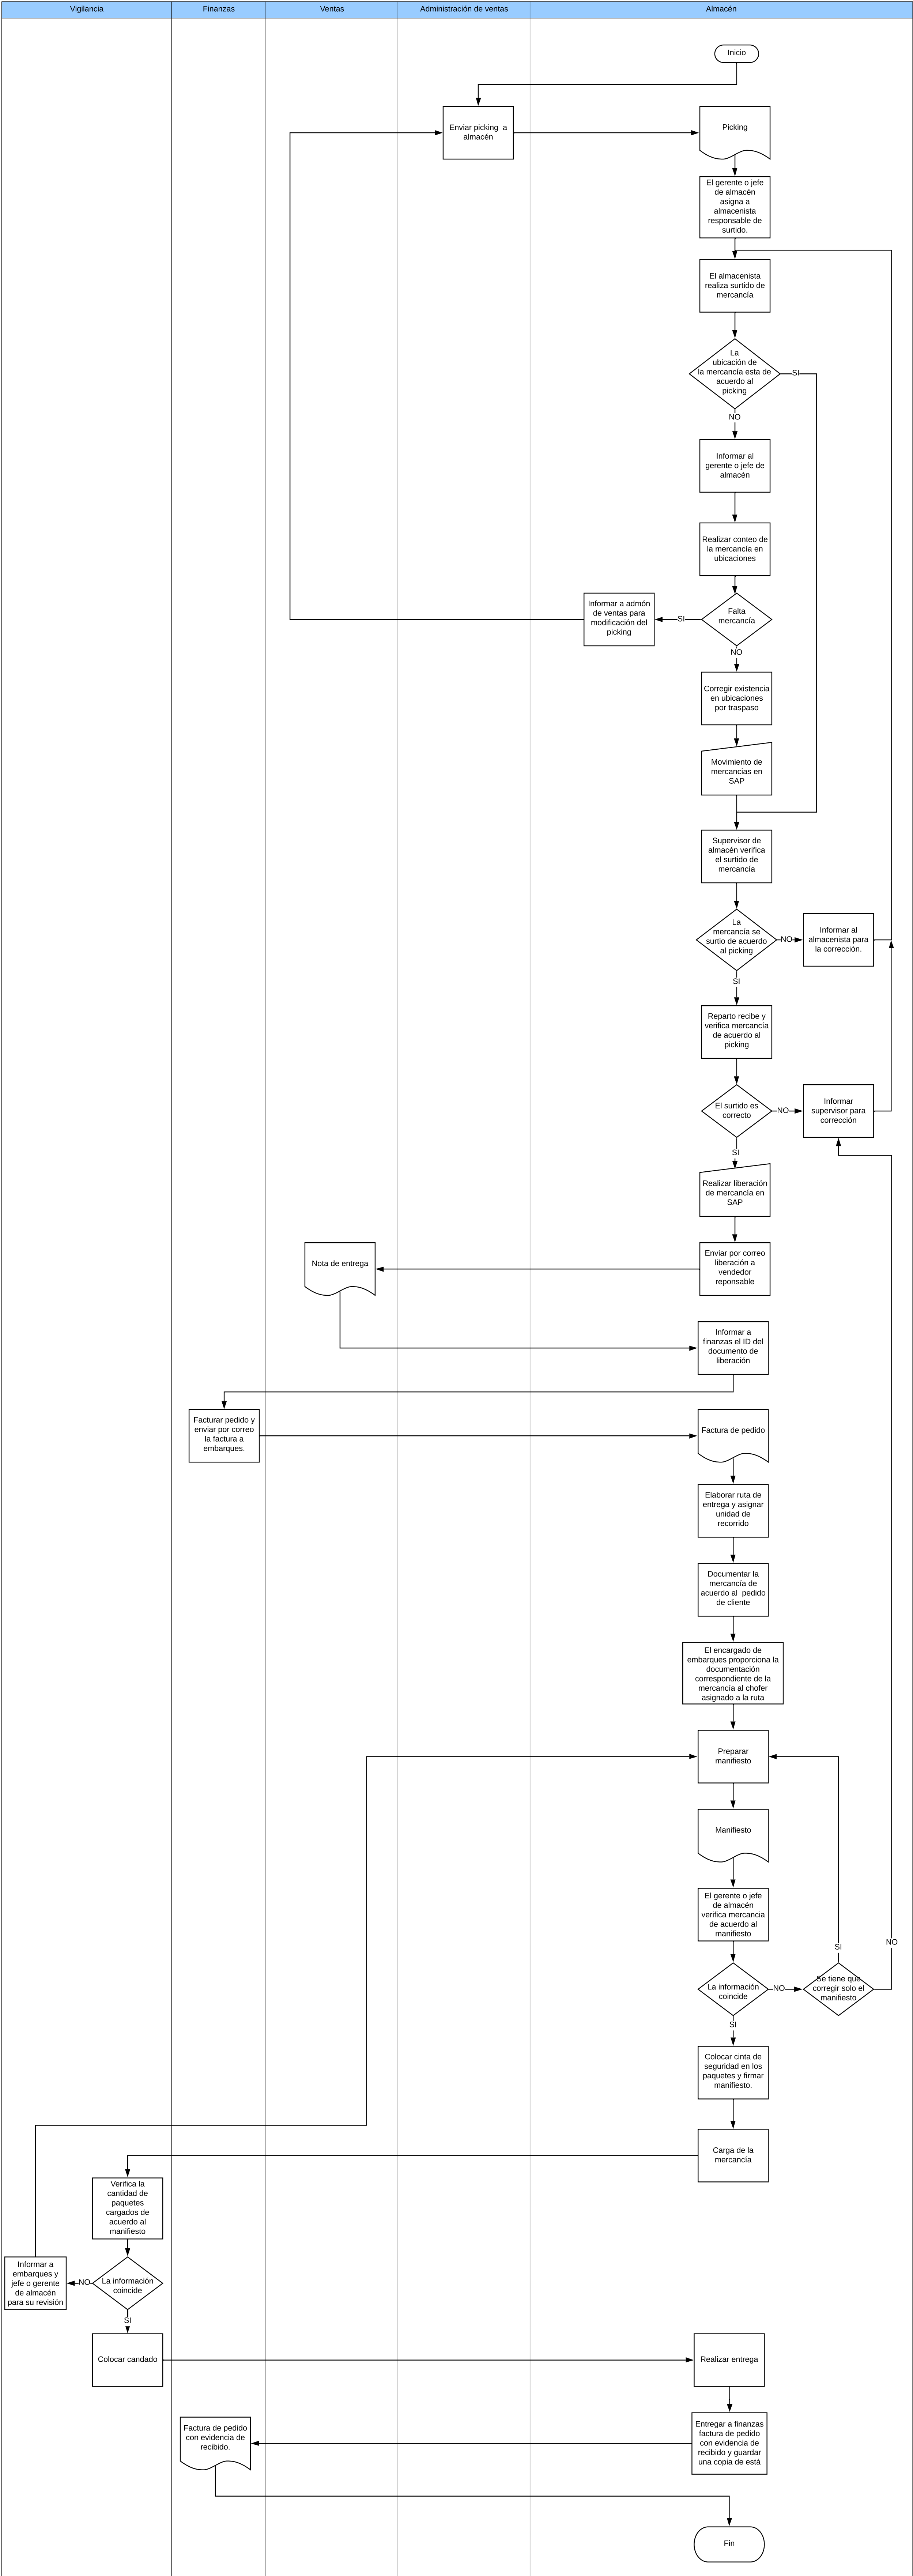 Vigilancia
Finanzas
Ventas
Administración de ventas
Almacén
Inicio
Enviar picking a
almacén
Picking
El gerente o jefe
de almacén
asigna a
almacenista
responsable de
surtido.
El almacenista
realiza surtido de
mercancía
La
ubicación de
la mercancía esta de
acuerdo al
picking
SI
NO
Informar al
gerente o jefe de
almacén
Realizar conteo de
la mercancía en
ubicaciones
Informar a admón
de ventas para
modificación del
picking
SI
Falta
mercancía
NO
Corregir existencia
en ubicaciones
por traspaso
Movimiento de
mercancias en
SAP
Supervisor de
almacén verifica
el surtido de
mercancía
La
mercancía se
surtio de acuerdo
al picking
NO
Informar al
almacenista para
la corrección.
SI
Reparto recibe y
verifica mercancía
de acuerdo al
picking
El surtido es
correcto
NO
Informar
supervisor para
corrección
SI
Realizar liberación
de mercancía en
SAP
Nota de entrega
Enviar por correo
liberación a
vendedor
reponsable
Informar a
finanzas el ID del
documento de
liberación
Facturar pedido y
enviar por correo
la factura a
embarques.
Factura de pedido
Elaborar ruta de
entrega y asignar
unidad de
recorrido
Documentar la
mercancía de
acuerdo al pedido
de cliente
El encargado de
embarques proporciona la
documentación
correspondiente de la
mercancía al chofer
asignado a la ruta
Preparar
manifiesto
Manifiesto
El gerente o jefe
de almacén
verifica mercancia
de acuerdo al
manifiesto
SI
NO
La información
coincide
NO
Se tiene que
corregir solo el
manifiesto
SI
Colocar cinta de
seguridad en los
paquetes y firmar
manifiesto.
Carga de la
mercancía
Verifica la
cantidad de
paquetes
cargados de
acuerdo al
manifiesto
Informar a
embarques y
jefe o gerente
de almacén
para su revisión
NO
La información
coincide
SI
Colocar candado
Realizar entrega
Factura de pedido
con evidencia de
recibido.
Entregar a finanzas
factura de pedido
con evidencia de
recibido y guardar
una copia de está
Fin